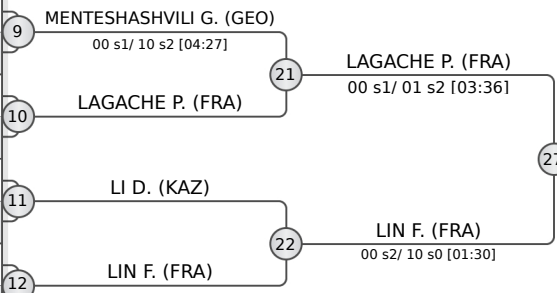 9
MENTESHASHVILI G. (GEO)
00 s1/ 10 s2 [04:27]
21
LAGACHE P. (FRA)
00 s1/ 01 s2 [03:36]
10
LAGACHE P. (FRA)
27
11
LI D. (KAZ)
22
LIN F. (FRA)
00 s2/ 10 s0 [01:30]
12
LIN F. (FRA)